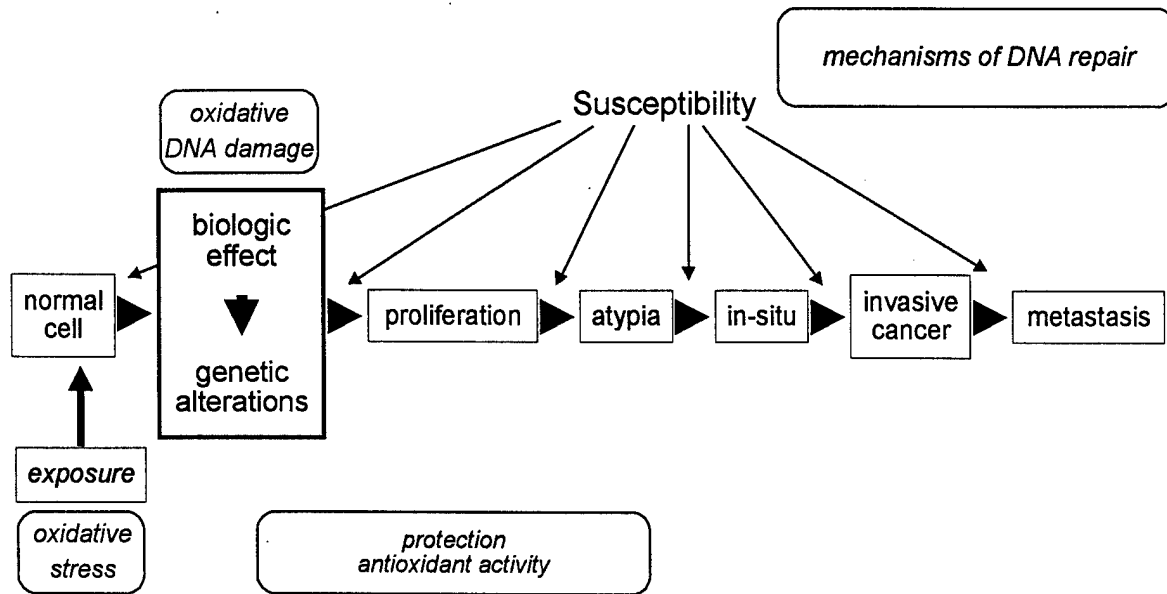 mechanisms of DNA repair
Susceptibility
oxidative
DNA damage
biologic
effect
genetic
alterations
normal
cell
proliferation
atypia
in-situ
invasive
cancer
metastasis
exposure
oxidative
stress
protection
antioxidant activity